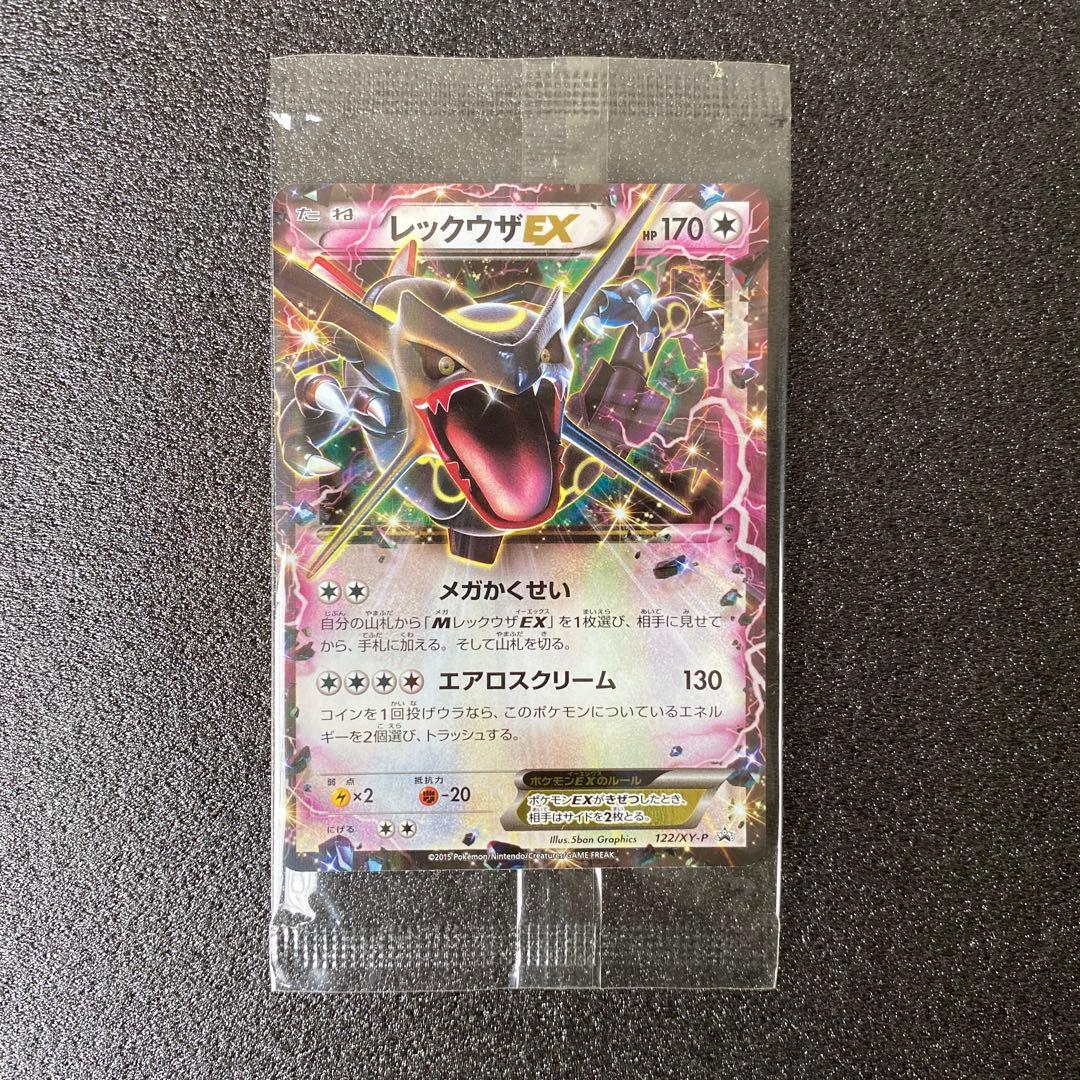 たね レックウザEX HP170
メガかくせい
自分の山札から「MレックウザEX」を1枚選び、相手に見せて
から、手札に加える。そして山札を切る。
エアロスクリーム 130
コインを1回投げウラなら、このポケモンについているエネル
ギーを2個選び、トラッシュする。
弱点 抵抗力 ポケモンEXのルール
×2 -20
ポケモンEXがきぜつしたとき、
相手はサイドを2枚とる。
にげる
Illus.5ban Graphics 122/XY-P
©2015 Pokémon/Nintendo/Creatures/GAME FREAK